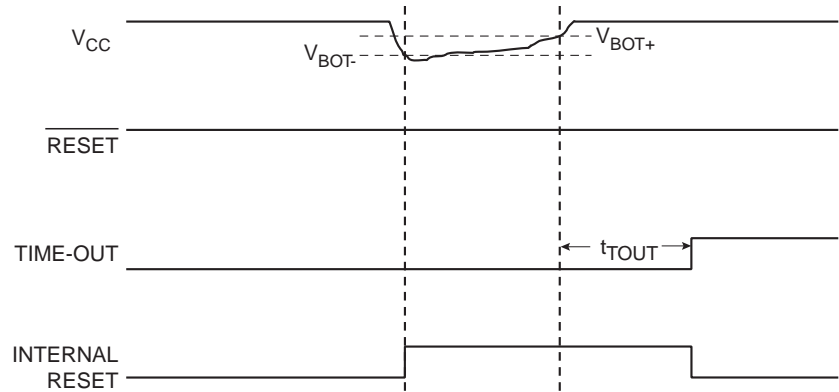 VCC
VBOT-
VBOT+
RESET
TIME-OUT
tTOUT
INTERNAL
RESET